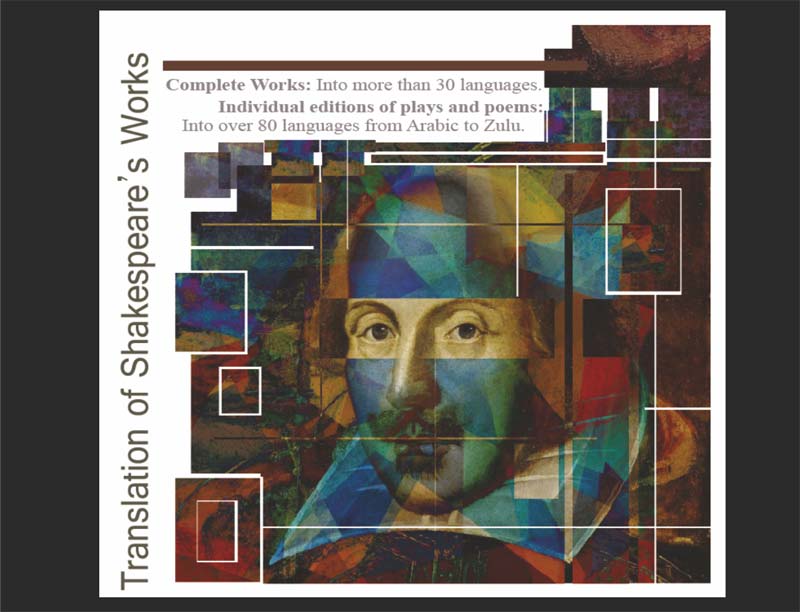 Translation of Shakespeare's Works
Complete Works: Into more than 30 languages.
Individual editions of plays and poems:
Into over 80 languages from Arabic to Zulu.